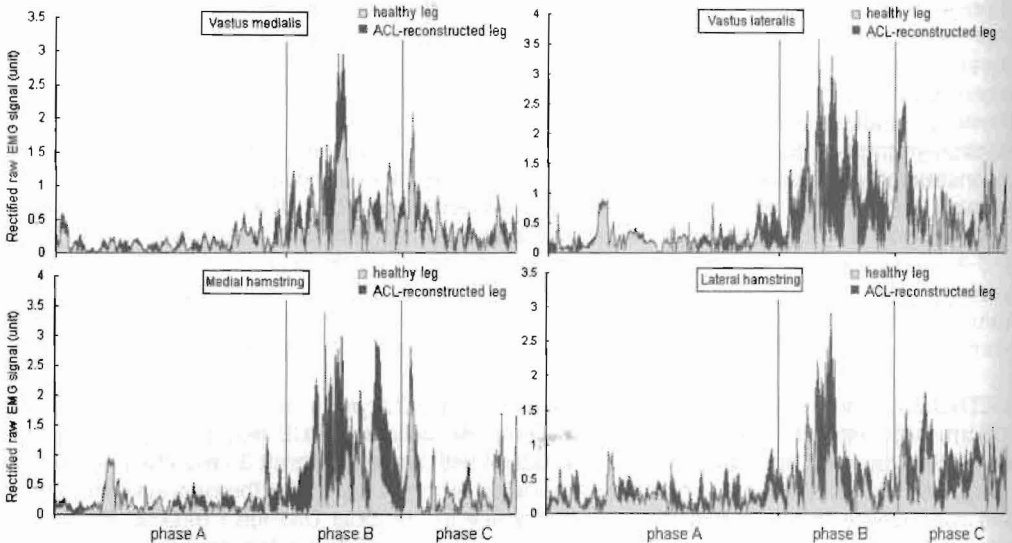 Vastus medialis
healthy leg
ACL-reconstructed leg
Rectified raw EMG signal (unit)
3.5
3
2.5
2
1.5
1
0.5
0
Vastus lateralis
healthy leg
ACL-reconstructed leg
4
3.5
3
2.5
2
1.5
1
0.5
0
Medial hamstring
healthy leg
ACL-reconstructed leg
Rectified raw EMG signal (unit)
4
3.5
3
2.5
2
1.5
1
0.5
0
phase A
phase B
phase C
Lateral hamstring
healthy leg
ACL-reconstructed leg
3.5
3
2.5
2
1.5
1
0.5
0
phase A
phase B
phase C